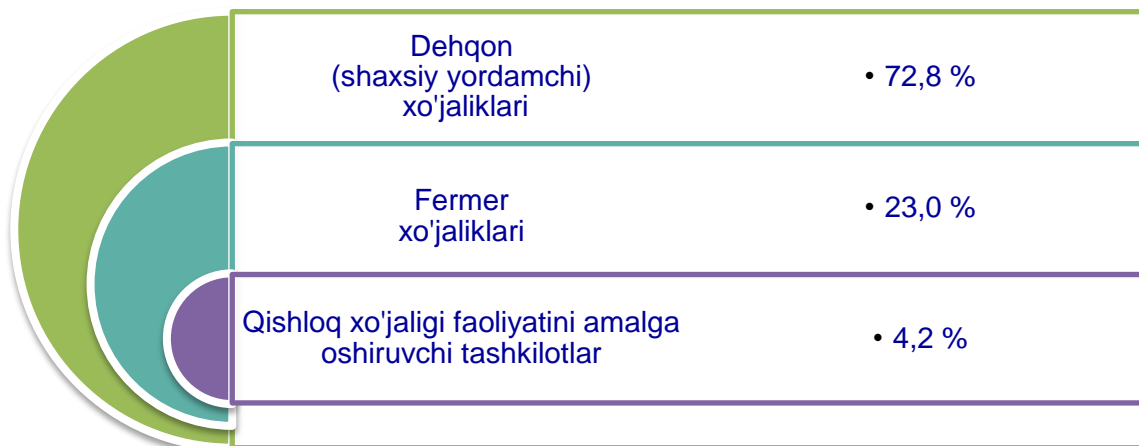 Dehqon
(shaxsiy yordamchi)
xo'jaliklari
• 72,8 %
Fermer
xo'jaliklari
• 23,0 %
Qishloq xo'jaligi faoliyatini amalga
oshiruvchi tashkilotlar
• 4,2 %